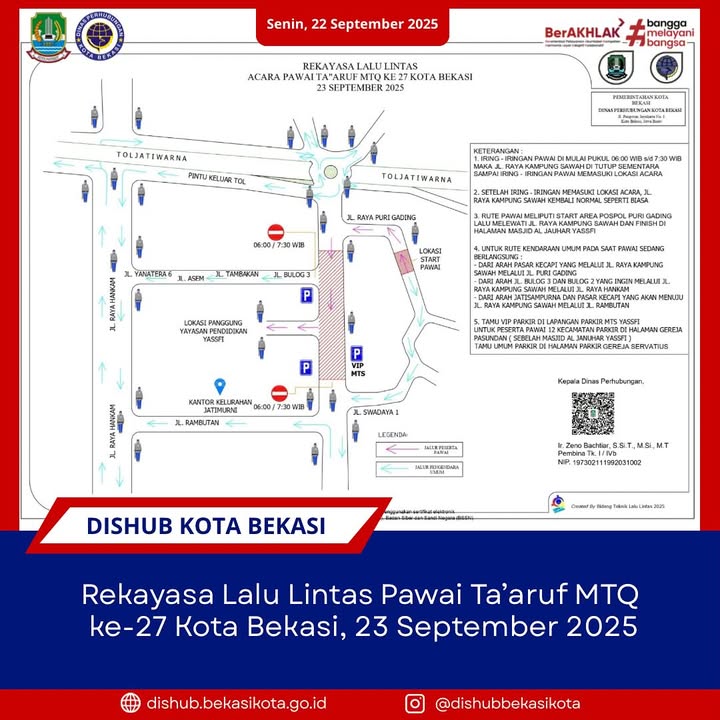 Senin, 22 September 2025
BerAKHLAK
#bangga
melayani
bangsa
REKAYASA LALU LINTAS
ACARA PAWAI TA"ARUF MTQ KE 27 KOTA BEKASI
23 SEPTEMBER 2025
PEMERINTAH KOTA
BEKASI
DINAS PERHUBUNGAN KOTA BEKASI
KETERANGAN :
1. IRING - IRINGAN PAWAI DI MULAI PUKUL 06:00 WIB s/d 7:30 WIB
MAKA JL. RAYA KAMPUNG SAWAH DI TUTUP SEMENTARA
SAMPAI IRING - IRINGAN PAWAI MEMASUKI LOKASI ACARA
2. SETELAH IRING - IRINGAN MEMASUKI LOKASI ACARA, JL.
RAYA KAMPUNG SAWAH KEMBALI NORMAL SEPERTI BIASA
3. RUTE PAWAI MELIPUTI START AREA POSPOL PURI GADING
LALU MELEWATI JL. RAYA KAMPUNG SAWAH DAN FINISH DI
HALAMAN MASJID AL JAUHAR YASSFI
4. UNTUK RUTE KENDARAAN UMUM PADA SAAT PAWAI SEDANG
BERLANGSUNG :
- DARI ARAH PASAR KECAPI YANG MELALUI JL. RAYA KAMPUNG
SAWAH MELALUI JL. PURI GADING
- DARI ARAH JL. BULOG 3 DAN BULOG 2 YANG INGIN MELALUI JL.
RAYA KAMPUNG SAWAH MELALUI JL. RAYA HANKAM
- DARI ARAH JATISAMPURNA DAN PASAR KECAPI YANG AKAN MENUJU
JL. RAYA KAMPUNG SAWAH MELALUI JL. RAMBUTAN
5. TAMU VIP PARKIR DI LAPANGAN PARKIR MTS YASSFI
UNTUK PESERTA PAWAI 12 KECAMATAN PARKIR DI HALAMAN GEREJA
PASUNDAN ( SEBELAH MASJID AL JANUHAR YASSFI )
TAMU UMUM PARKIR DI HALAMAN PARKIR GEREJA SERVATIUS
TOLJATIWARNA
PINTU KELUAR TOL
TOLJATIWARNA
JL. RAYA PURI GADING
06:00 / 7:30 WIB
LOKASI
START
PAWAI
JL. YANATERA 6
JL. ASEM
JL. TAMBAKAN
JL. BULOG 3
JL. RAYA HANKAM
P
LOKASI PANGGUNG
YAYASAN PENDIDIKAN
YASSFI
P
P
VIP
MTS
KANTOR KELURAHAN
JATIMURNI
06:00 / 7:30 WIB
JL. SWADAYA 1
JL. RAMBUTAN
JL. RAYA HANKAM
LEGENDA:
JALUR PESERTA
PAWAI
JALUR PENGENDARA
UMUM
Kepala Dinas Perhubungan.
Ir. Zeno Bachtiar, S.Si.T., M.Si., M.T
Pembina Tk. I / IVb
NIP. 197302111992031002
Created By Bidang Teknik Lalu Lintas 2025
sertifikat elektronik
Badan Siber dan Sandi Negara (BSSN)
DISHUB KOTA BEKASI
Rekayasa Lalu Lintas Pawai Ta'aruf MTQ
ke-27 Kota Bekasi, 23 September 2025
dishub.bekasikota.go.id
@dishubbekasikota